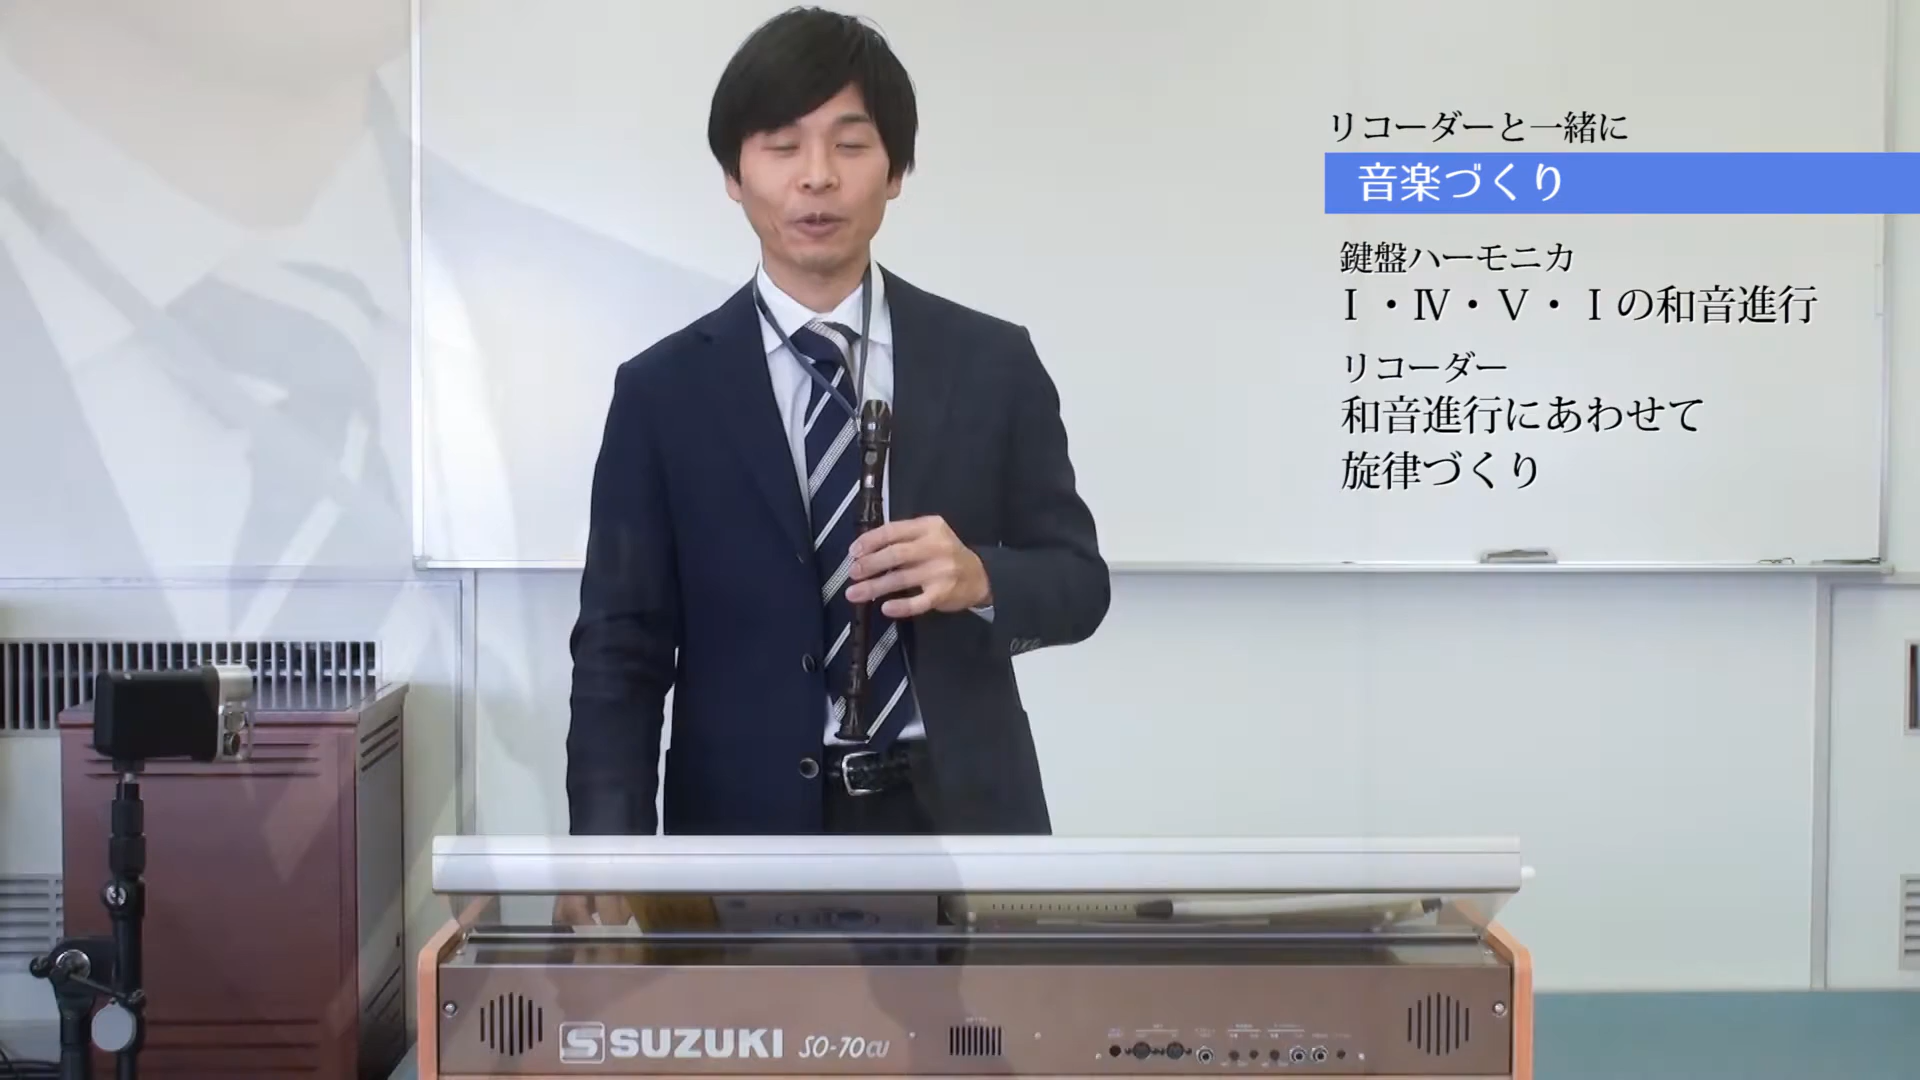 リコーダーと一緒に
音楽づくり
鍵盤ハーモニカ
Ⅰ・Ⅳ・Ⅴ・Ⅰの和音進行
リコーダー
和音進行にあわせて
旋律づくり
SUZUKI SO-70CU